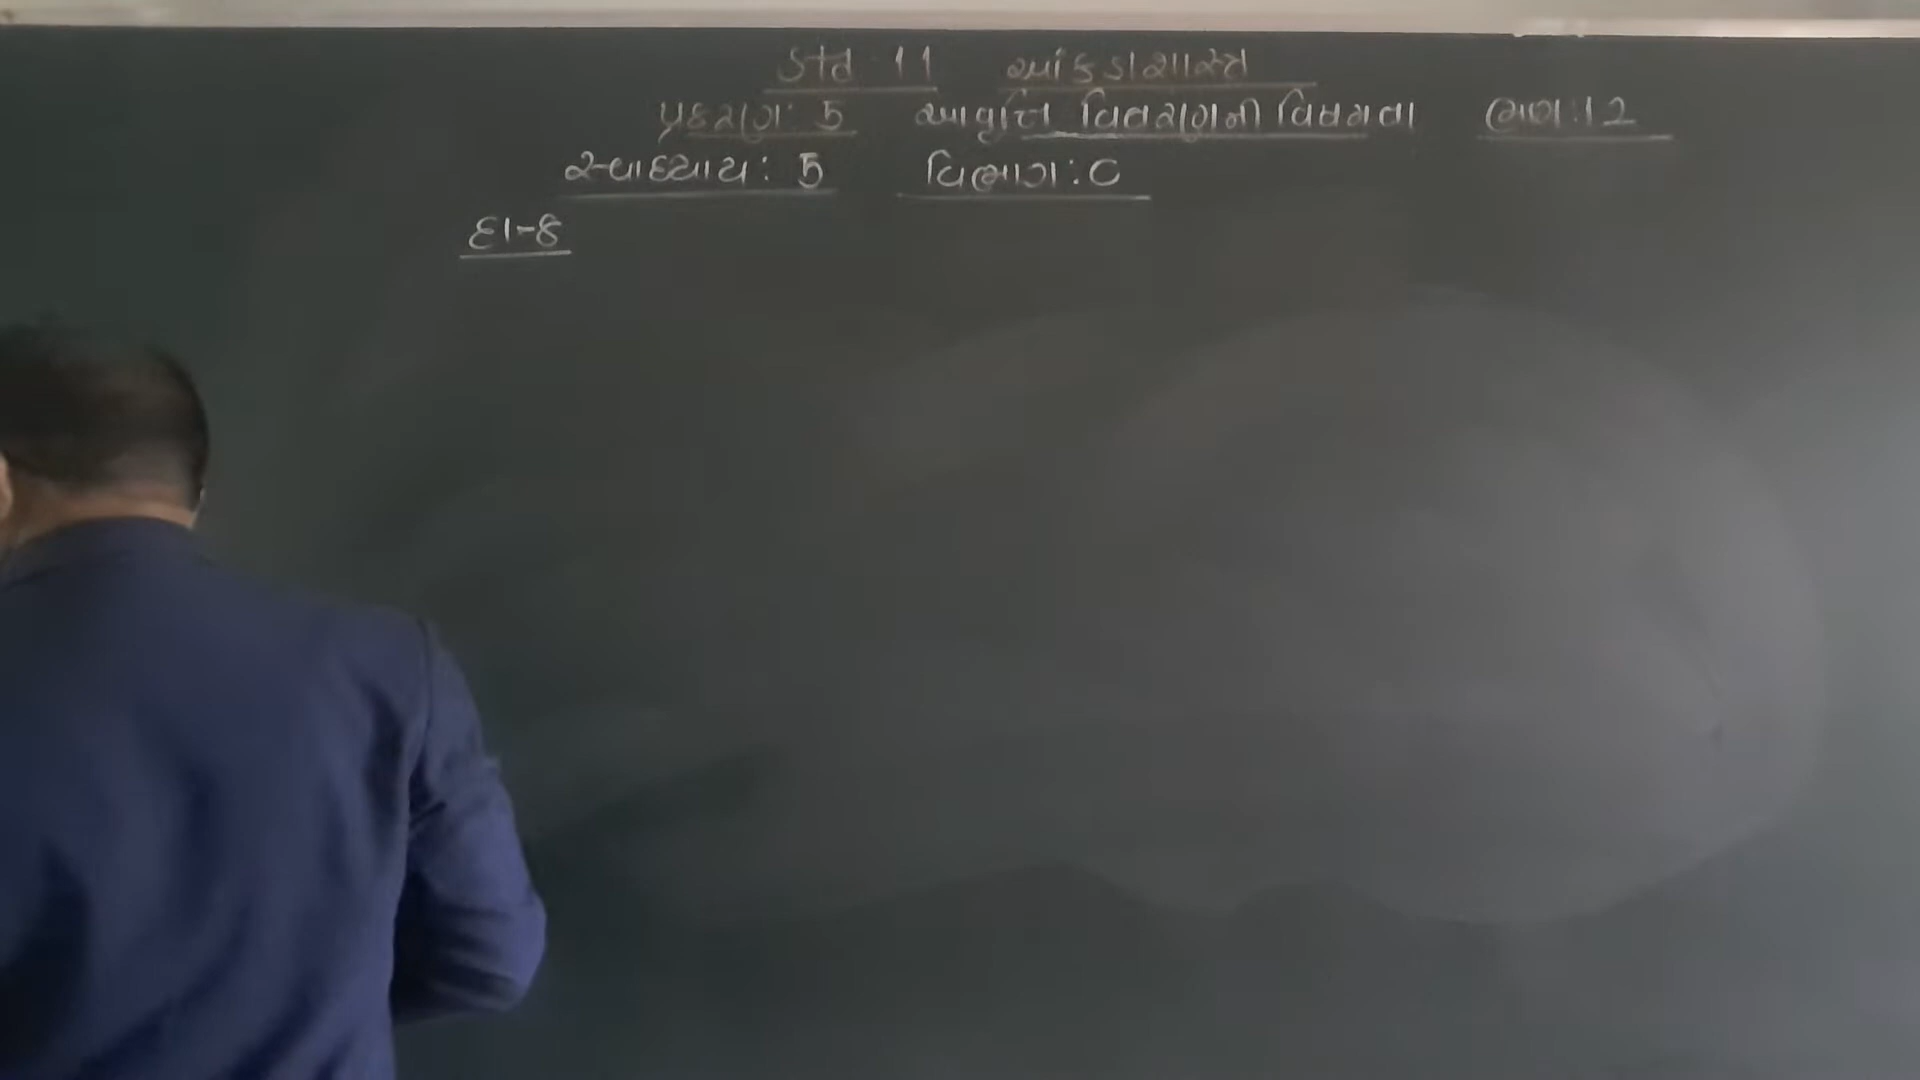 Std 11 આંકડાશાસ્ત્ર
પ્રકરણ: 5 આવૃત્તિ વિતરણની વિષમતા ભાગ:12
સ્વાધ્યાય: 5 વિભાગ: C
દા-8